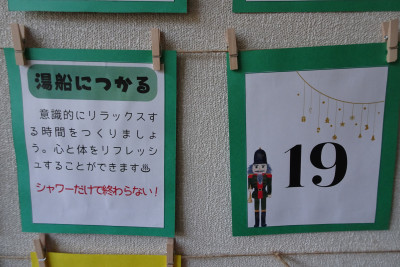 湯船につかる
意識的にリラックスす
る時間をつくりましょ
う。心と体をリフレッシ
ュすることができます♨
シャワーだけで終わらない!
19